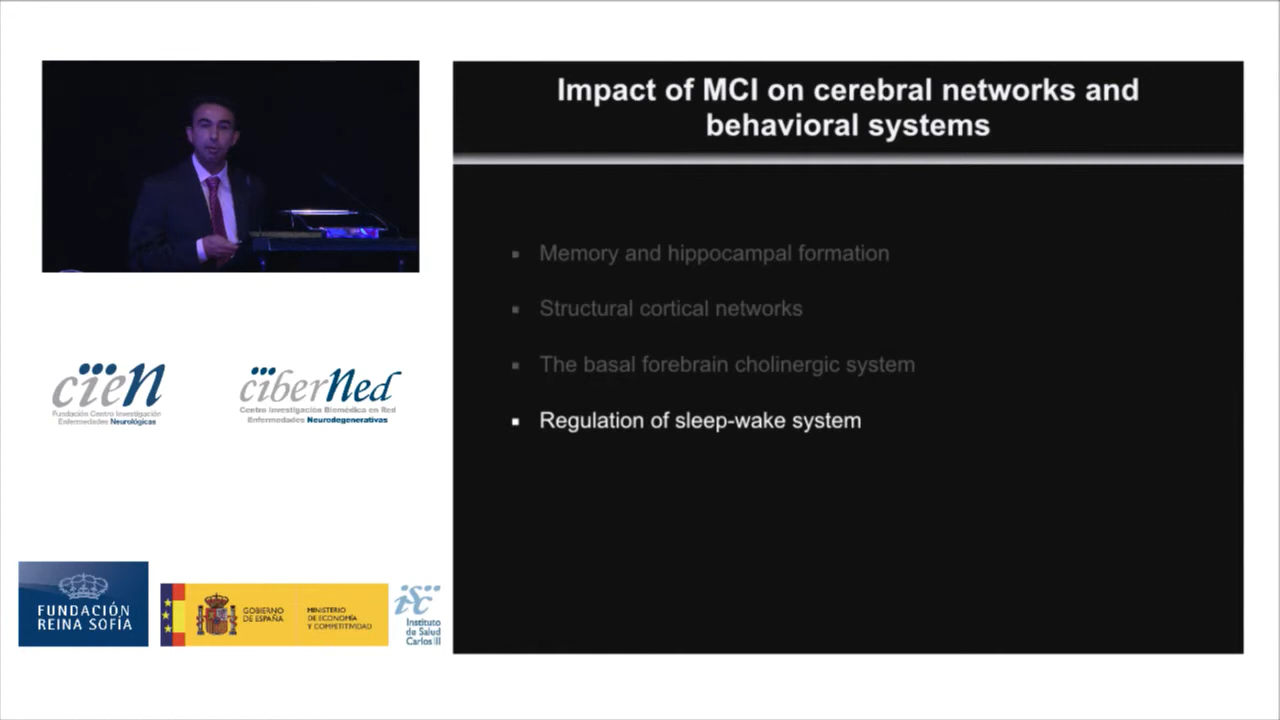 Impact of MCI on cerebral networks and
behavioral systems
Memory and hippocampal formation
Structural cortical networks
The basal forebrain cholinergic system
Regulation of sleep-wake system
cien
Fundación Centro Investigación
Enfermedades Neurológicas
ciberNed
Centro Investigación Biomédica en Red
Enfermedades Neurodegenerativas
FUNDACIÓN
REINA SOFÍA
GOBIERNO
DE ESPAÑA
MINISTERIO
DE ECONOMÍA
Y COMPETITIVIDAD
isc
Instituto
de Salud
Carlos III